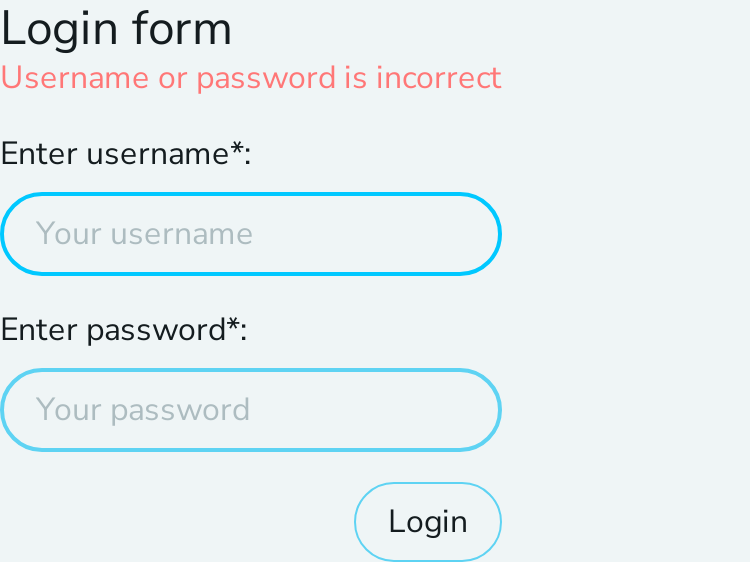 Login form
Username or password is incorrect
Enter username*:
Your username
Enter password*:
Your password
Login